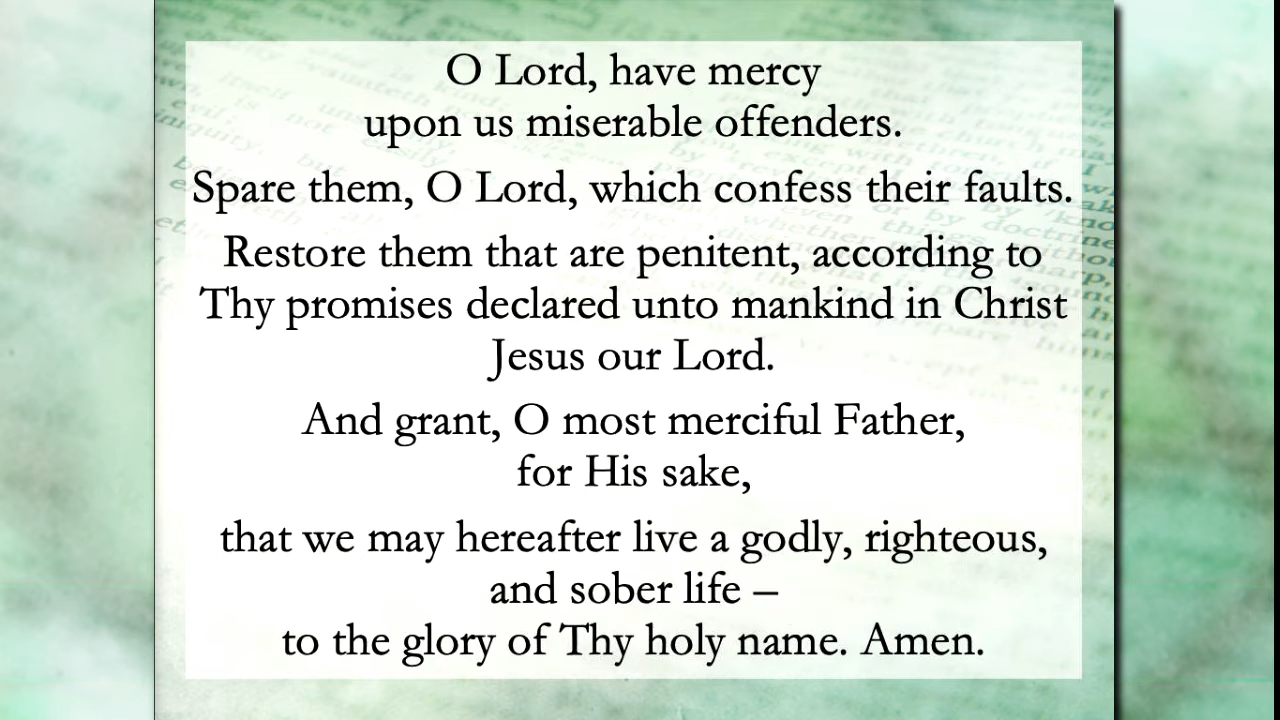 O Lord, have mercy
upon us miserable offenders.
Spare them, O Lord, which confess their faults.
Restore them that are penitent, according to
Thy promises declared unto mankind in Christ
Jesus our Lord.
And grant, O most merciful Father,
for His sake,
that we may hereafter live a godly, righteous,
and sober life –
to the glory of Thy holy name. Amen.